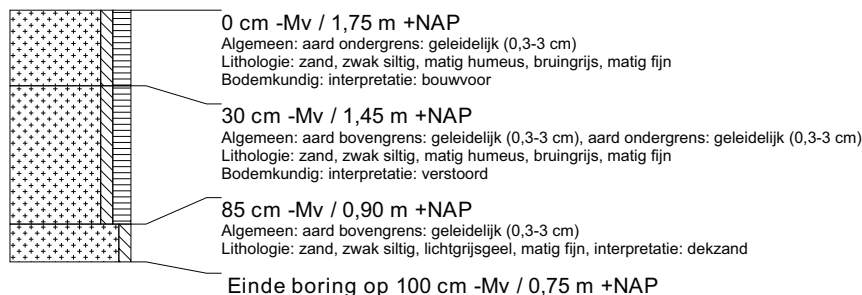 0 cm -Mv / 1,75 m +NAP
Algemeen: aard ondergrens: geleidelijk (0,3-3 cm)
Lithologie: zand, zwak siltig, matig humeus, bruingrijs, matig fijn
Bodemkundig: interpretatie: bouwvoor
30 cm -Mv / 1,45 m +NAP
Algemeen: aard bovengrens: geleidelijk (0,3-3 cm), aard ondergrens: geleidelijk (0,3-3 cm)
Lithologie: zand, zwak siltig, matig humeus, bruingrijs, matig fijn
Bodemkundig: interpretatie: verstoord
85 cm -Mv / 0,90 m +NAP
Algemeen: aard bovengrens: geleidelijk (0,3-3 cm)
Lithologie: zand, zwak siltig, lichtgrijsgeel, matig fijn, interpretatie: dekzand
Einde boring op 100 cm -Mv / 0,75 m +NAP